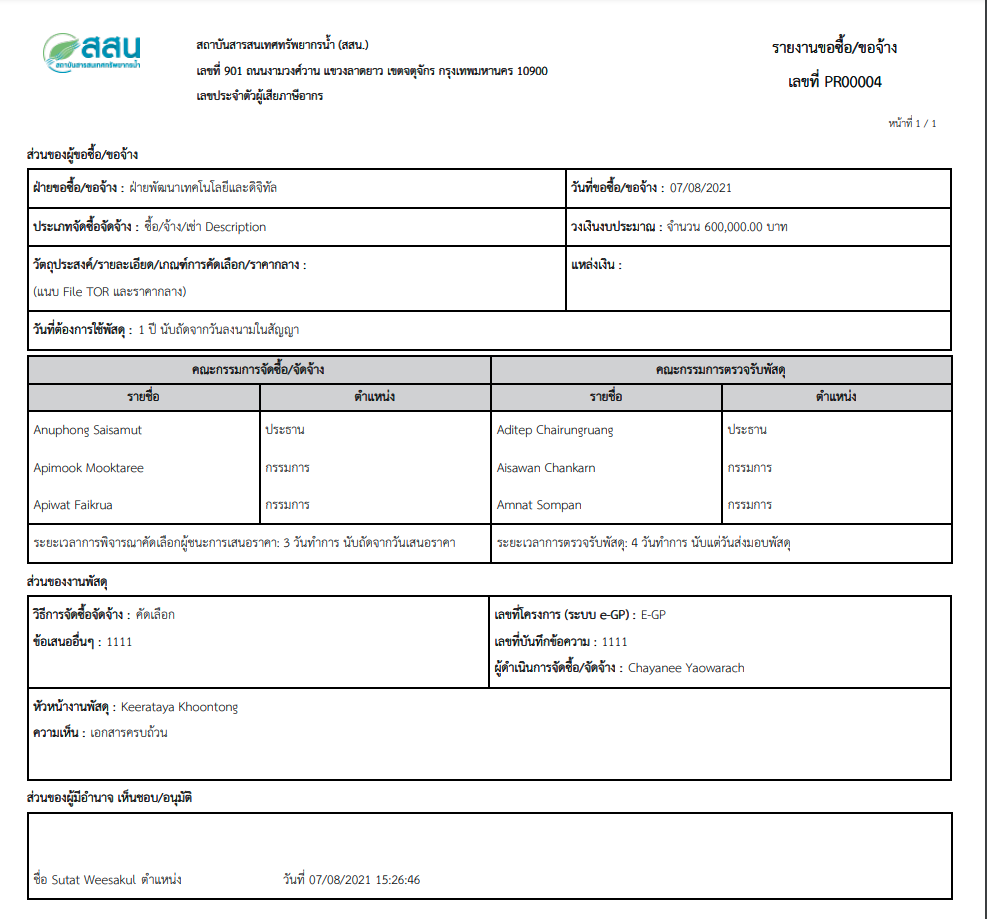 สสน
สถาบันสารสนเทศทรัพยากรน้ำ
สถาบันสารสนเทศทรัพยากรน้ำ (สสน.)
เลขที่ 901 ถนนงามวงศ์วาน แขวงลาดยาว เขตจตุจักร กรุงเทพมหานคร 10900
เลขประจำตัวผู้เสียภาษีอากร
รายงานขอซื้อ/ขอจ้าง
เลขที่ PR00004
หน้าที่ 1 / 1
ส่วนของผู้ขอซื้อ/ขอจ้าง
ฝ่ายขอซื้อ/ขอจ้าง : ฝ่ายพัฒนาเทคโนโลยีและดิจิทัล
วันที่ขอซื้อ/ขอจ้าง : 07/08/2021
ประเภทจัดซื้อจัดจ้าง : ซื้อ/จ้าง/เช่า Description
วงเงินงบประมาณ : จำนวน 600,000.00 บาท
วัตถุประสงค์/รายละเอียด/เกณฑ์การคัดเลือก/ราคากลาง :
(แนบ File TOR และราคากลาง)
แหล่งเงิน :
วันที่ต้องการใช้พัสดุ : 1 ปี นับถัดจากวันลงนามในสัญญา
คณะกรรมการจัดซื้อ/จัดจ้าง คณะกรรมการตรวจรับพัสดุ
รายชื่อ ตำแหน่ง รายชื่อ ตำแหน่ง
Anuphong Saisamut ประธาน Aditep Chairungruang ประธาน
Apimook Mooktaree กรรมการ Aisawan Chankarn กรรมการ
Apiwat Faikrua กรรมการ Amnat Sompan กรรมการ
ระยะเวลาการพิจารณาคัดเลือกผู้ชนะการเสนอราคา: 3 วันทำการ นับถัดจากวันเสนอราคา
ระยะเวลาการตรวจรับพัสดุ: 4 วันทำการ นับแต่วันส่งมอบพัสดุ
ส่วนของงานพัสดุ
วิธีการจัดซื้อจัดจ้าง : คัดเลือก
ข้อเสนออื่นๆ : 1111
เลขที่โครงการ (ระบบ e-GP) : E-GP
เลขที่บันทึกข้อความ : 1111
ผู้ดำเนินการจัดซื้อ/จัดจ้าง : Chayanee Yaowarach
หัวหน้างานพัสดุ : Keerataya Khoontong
ความเห็น : เอกสารครบถ้วน
ส่วนของผู้มีอำนาจ เห็นชอบ/อนุมัติ
ชื่อ Sutat Weesakul ตำแหน่ง วันที่ 07/08/2021 15:26:46